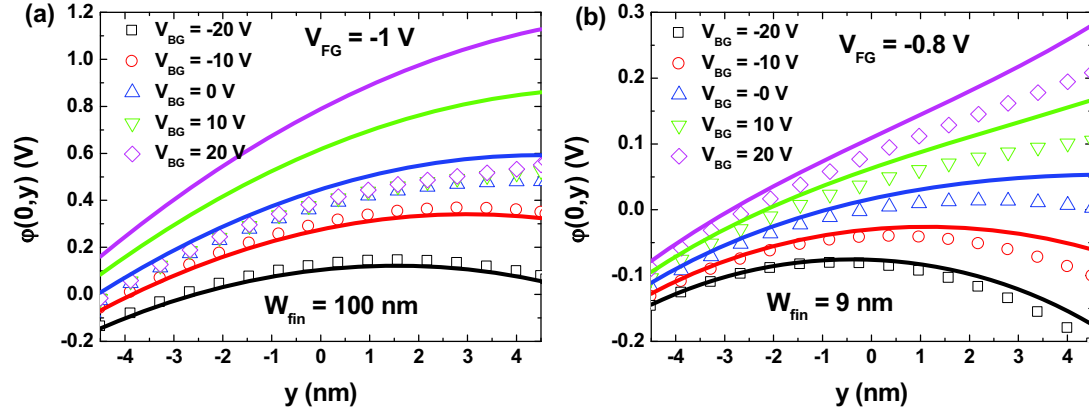 (a)
V_BG = -20 V
V_BG = -10 V
V_BG = 0 V
V_BG = 10 V
V_BG = 20 V
V_FG = -1 V
W_fin = 100 nm
φ(0,y) (V)
1.2
1.0
0.8
0.6
0.4
0.2
0.0
-0.2
-4 -3 -2 -1 0 1 2 3 4
y (nm)
(b)
V_BG = -20 V
V_BG = -10 V
V_BG = -0 V
V_BG = 10 V
V_BG = 20 V
V_FG = -0.8 V
W_fin = 9 nm
φ(0,y) (V)
0.3
0.2
0.1
0.0
-0.1
-0.2
-4 -3 -2 -1 0 1 2 3 4
y (nm)